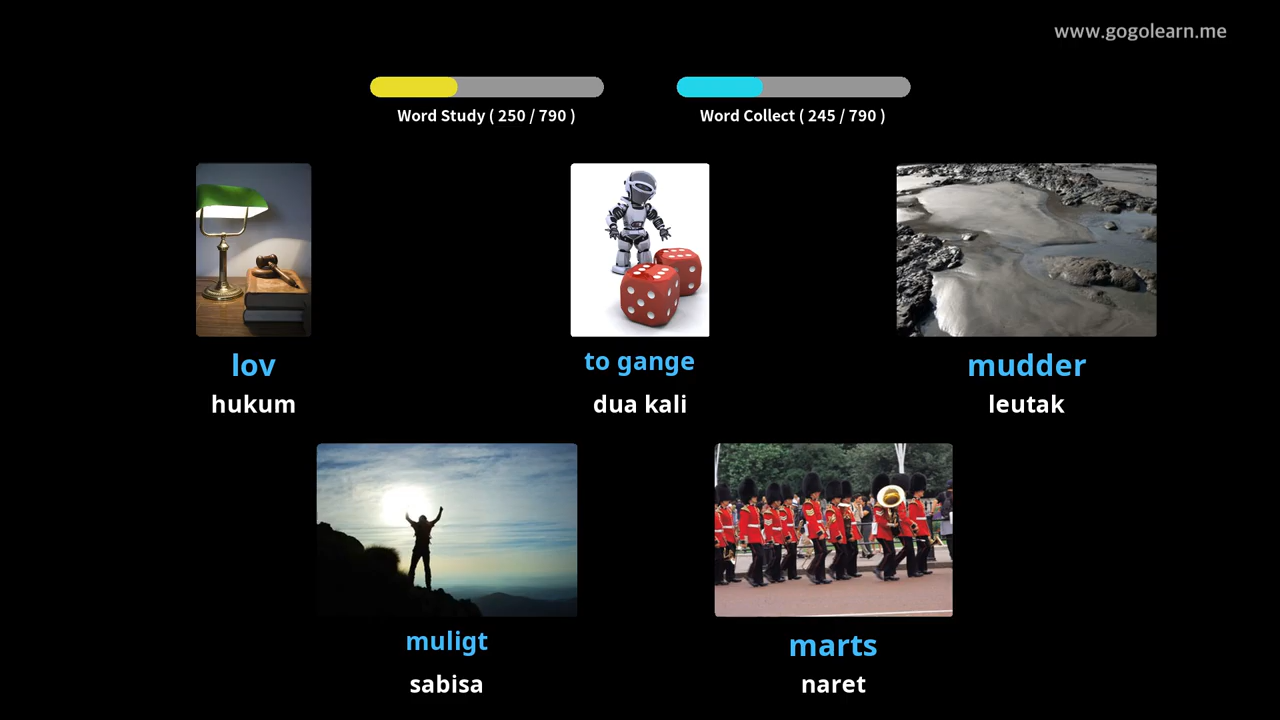 www.gogolearn.me
Word Study ( 250 / 790 )
Word Collect ( 245 / 790 )
lov
hukum
to gange
dua kali
mudder
leutak
muligt
sabisa
marts
naret